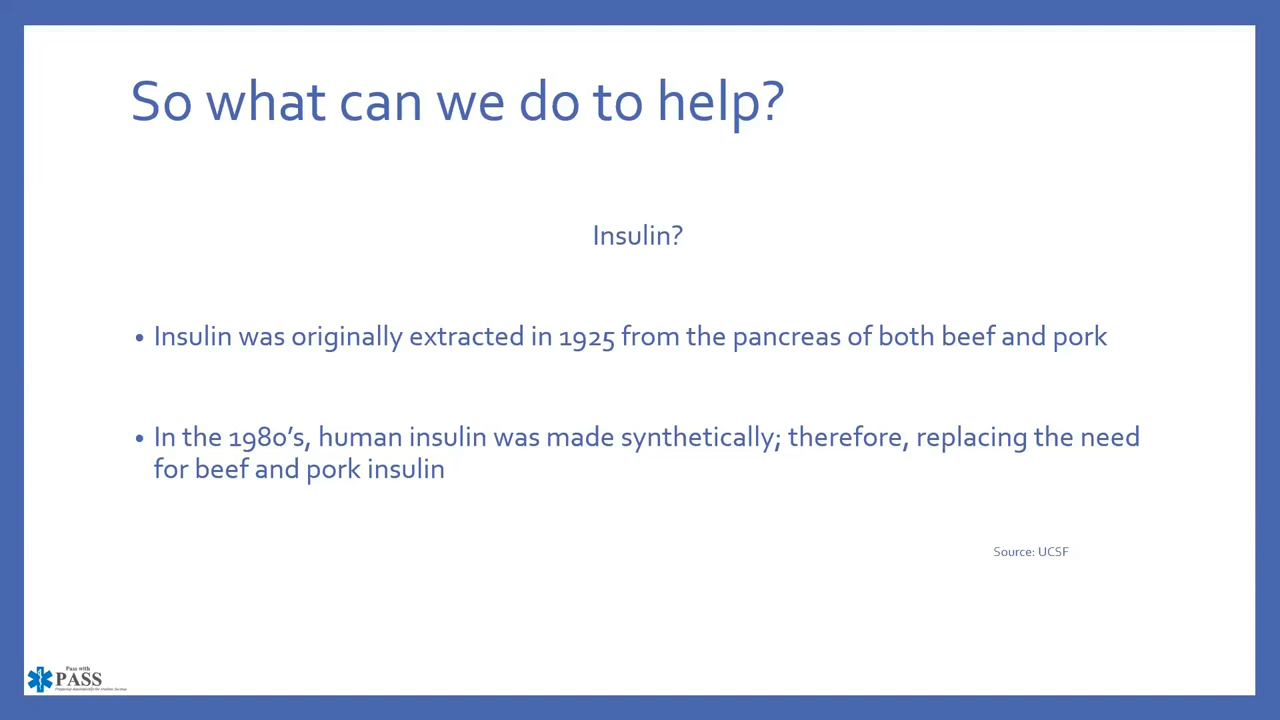 So what can we do to help?
Insulin?
• Insulin was originally extracted in 1925 from the pancreas of both beef and pork
• In the 1980’s, human insulin was made synthetically; therefore, replacing the need
for beef and pork insulin
Source: UCSF
Pass with
PASS